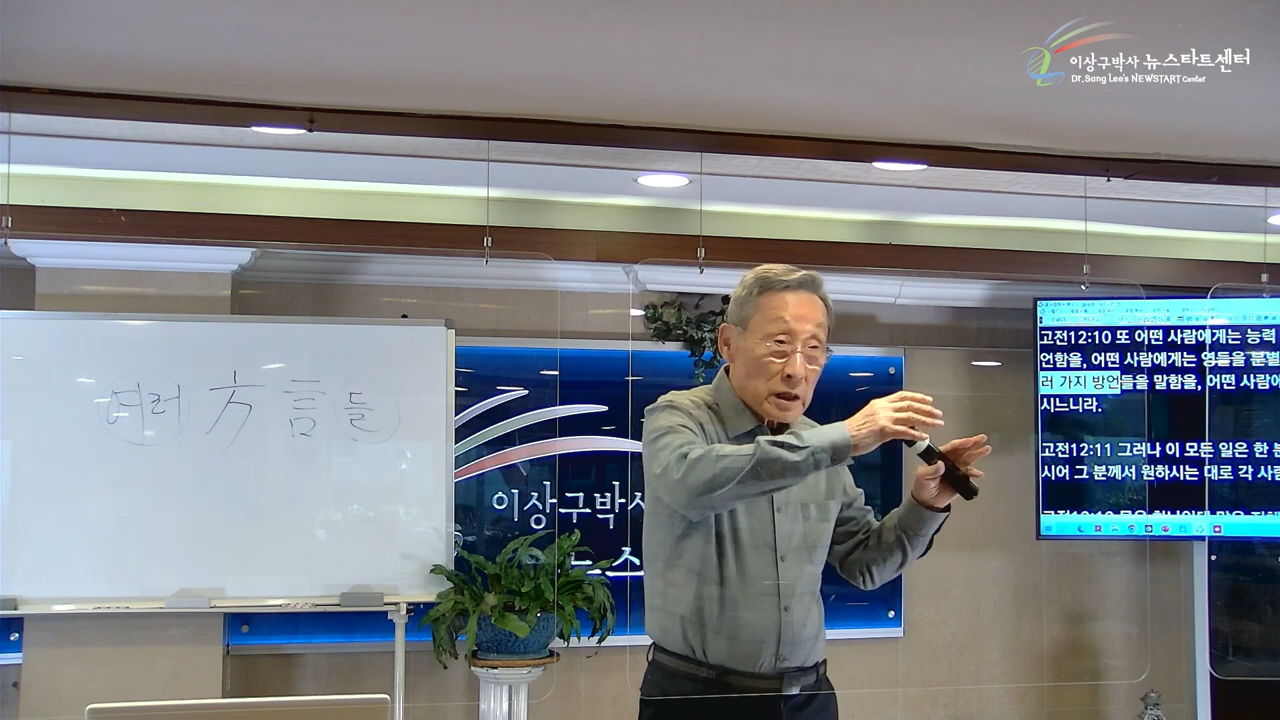 이상구박사 뉴스타트센터
Dr. Sang Lee's NEWSTART Center
여러 方言들
이상구박사
뉴스
고전12:10 또 어떤 사람에게는 능력
언함을, 어떤 사람에게는 영들을 분별
러 가지 방언들을 말함을, 어떤 사람에
시느니라.
고전12:11 그러나 이 모든 일은 한 분
시어 그 분께서 원하시는 대로 각 사람